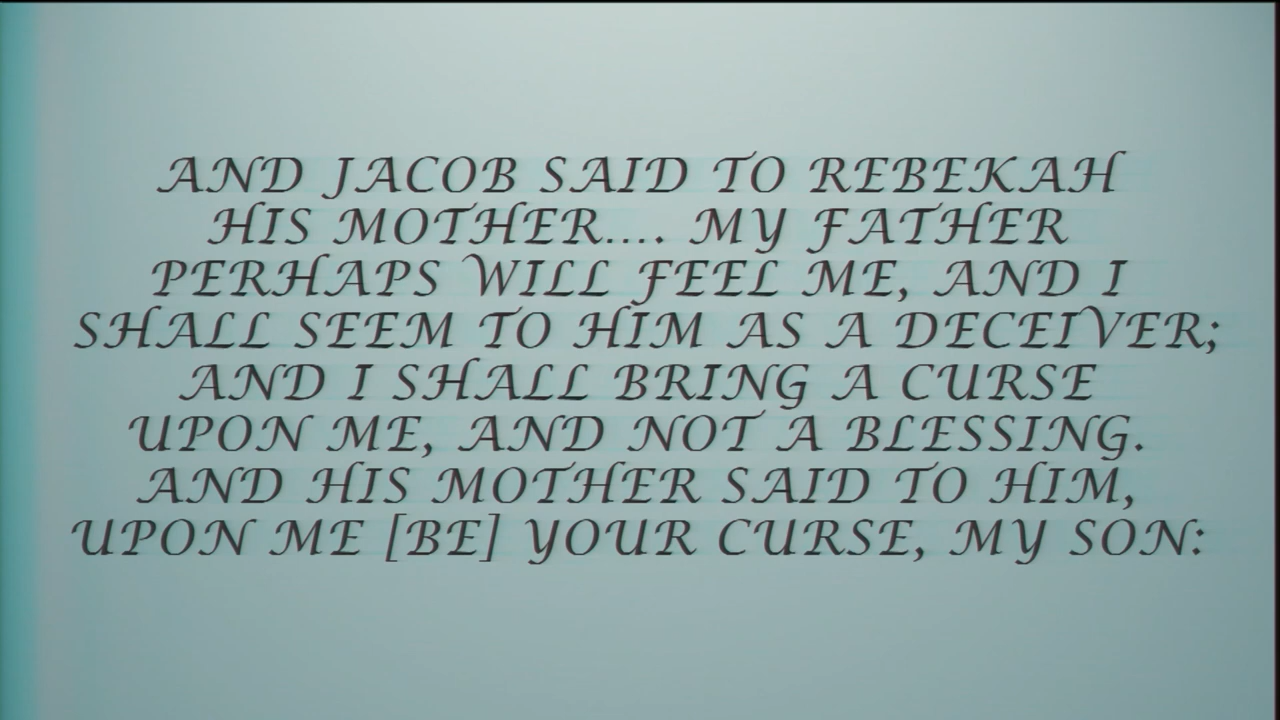 AND JACOB SAID TO REBEKAH
HIS MOTHER.... MY FATHER
PERHAPS WILL FEEL ME, AND I
SHALL SEEM TO HIM AS A DECEIVER;
AND I SHALL BRING A CURSE
UPON ME, AND NOT A BLESSING.
AND HIS MOTHER SAID TO HIM,
UPON ME [BE] YOUR CURSE, MY SON: